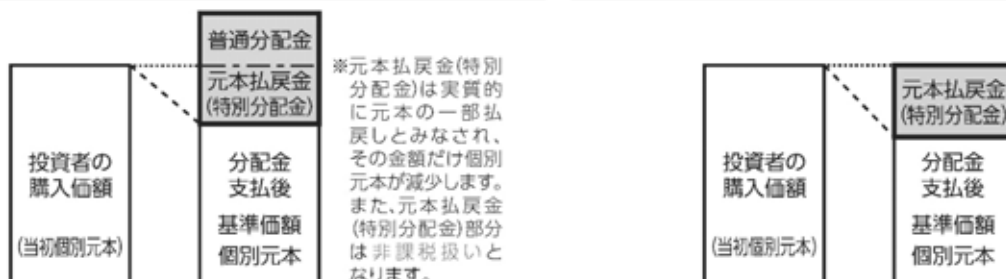 普通分配金
元本払戻金
(特別分配金)
投資者の
購入価額
(当初個別元本)
分配金
支払後
基準価額
個別元本
※元本払戻金(特別
分配金)は実質的
に元本の一部払
戻しとみなされ、
その金額だけ個別
元本が減少します。
また、元本払戻金
(特別分配金)部分
は非課税扱いと
なります。
投資者の
購入価額
(当初個別元本)
元本払戻金
(特別分配金)
分配金
支払後
基準価額
個別元本